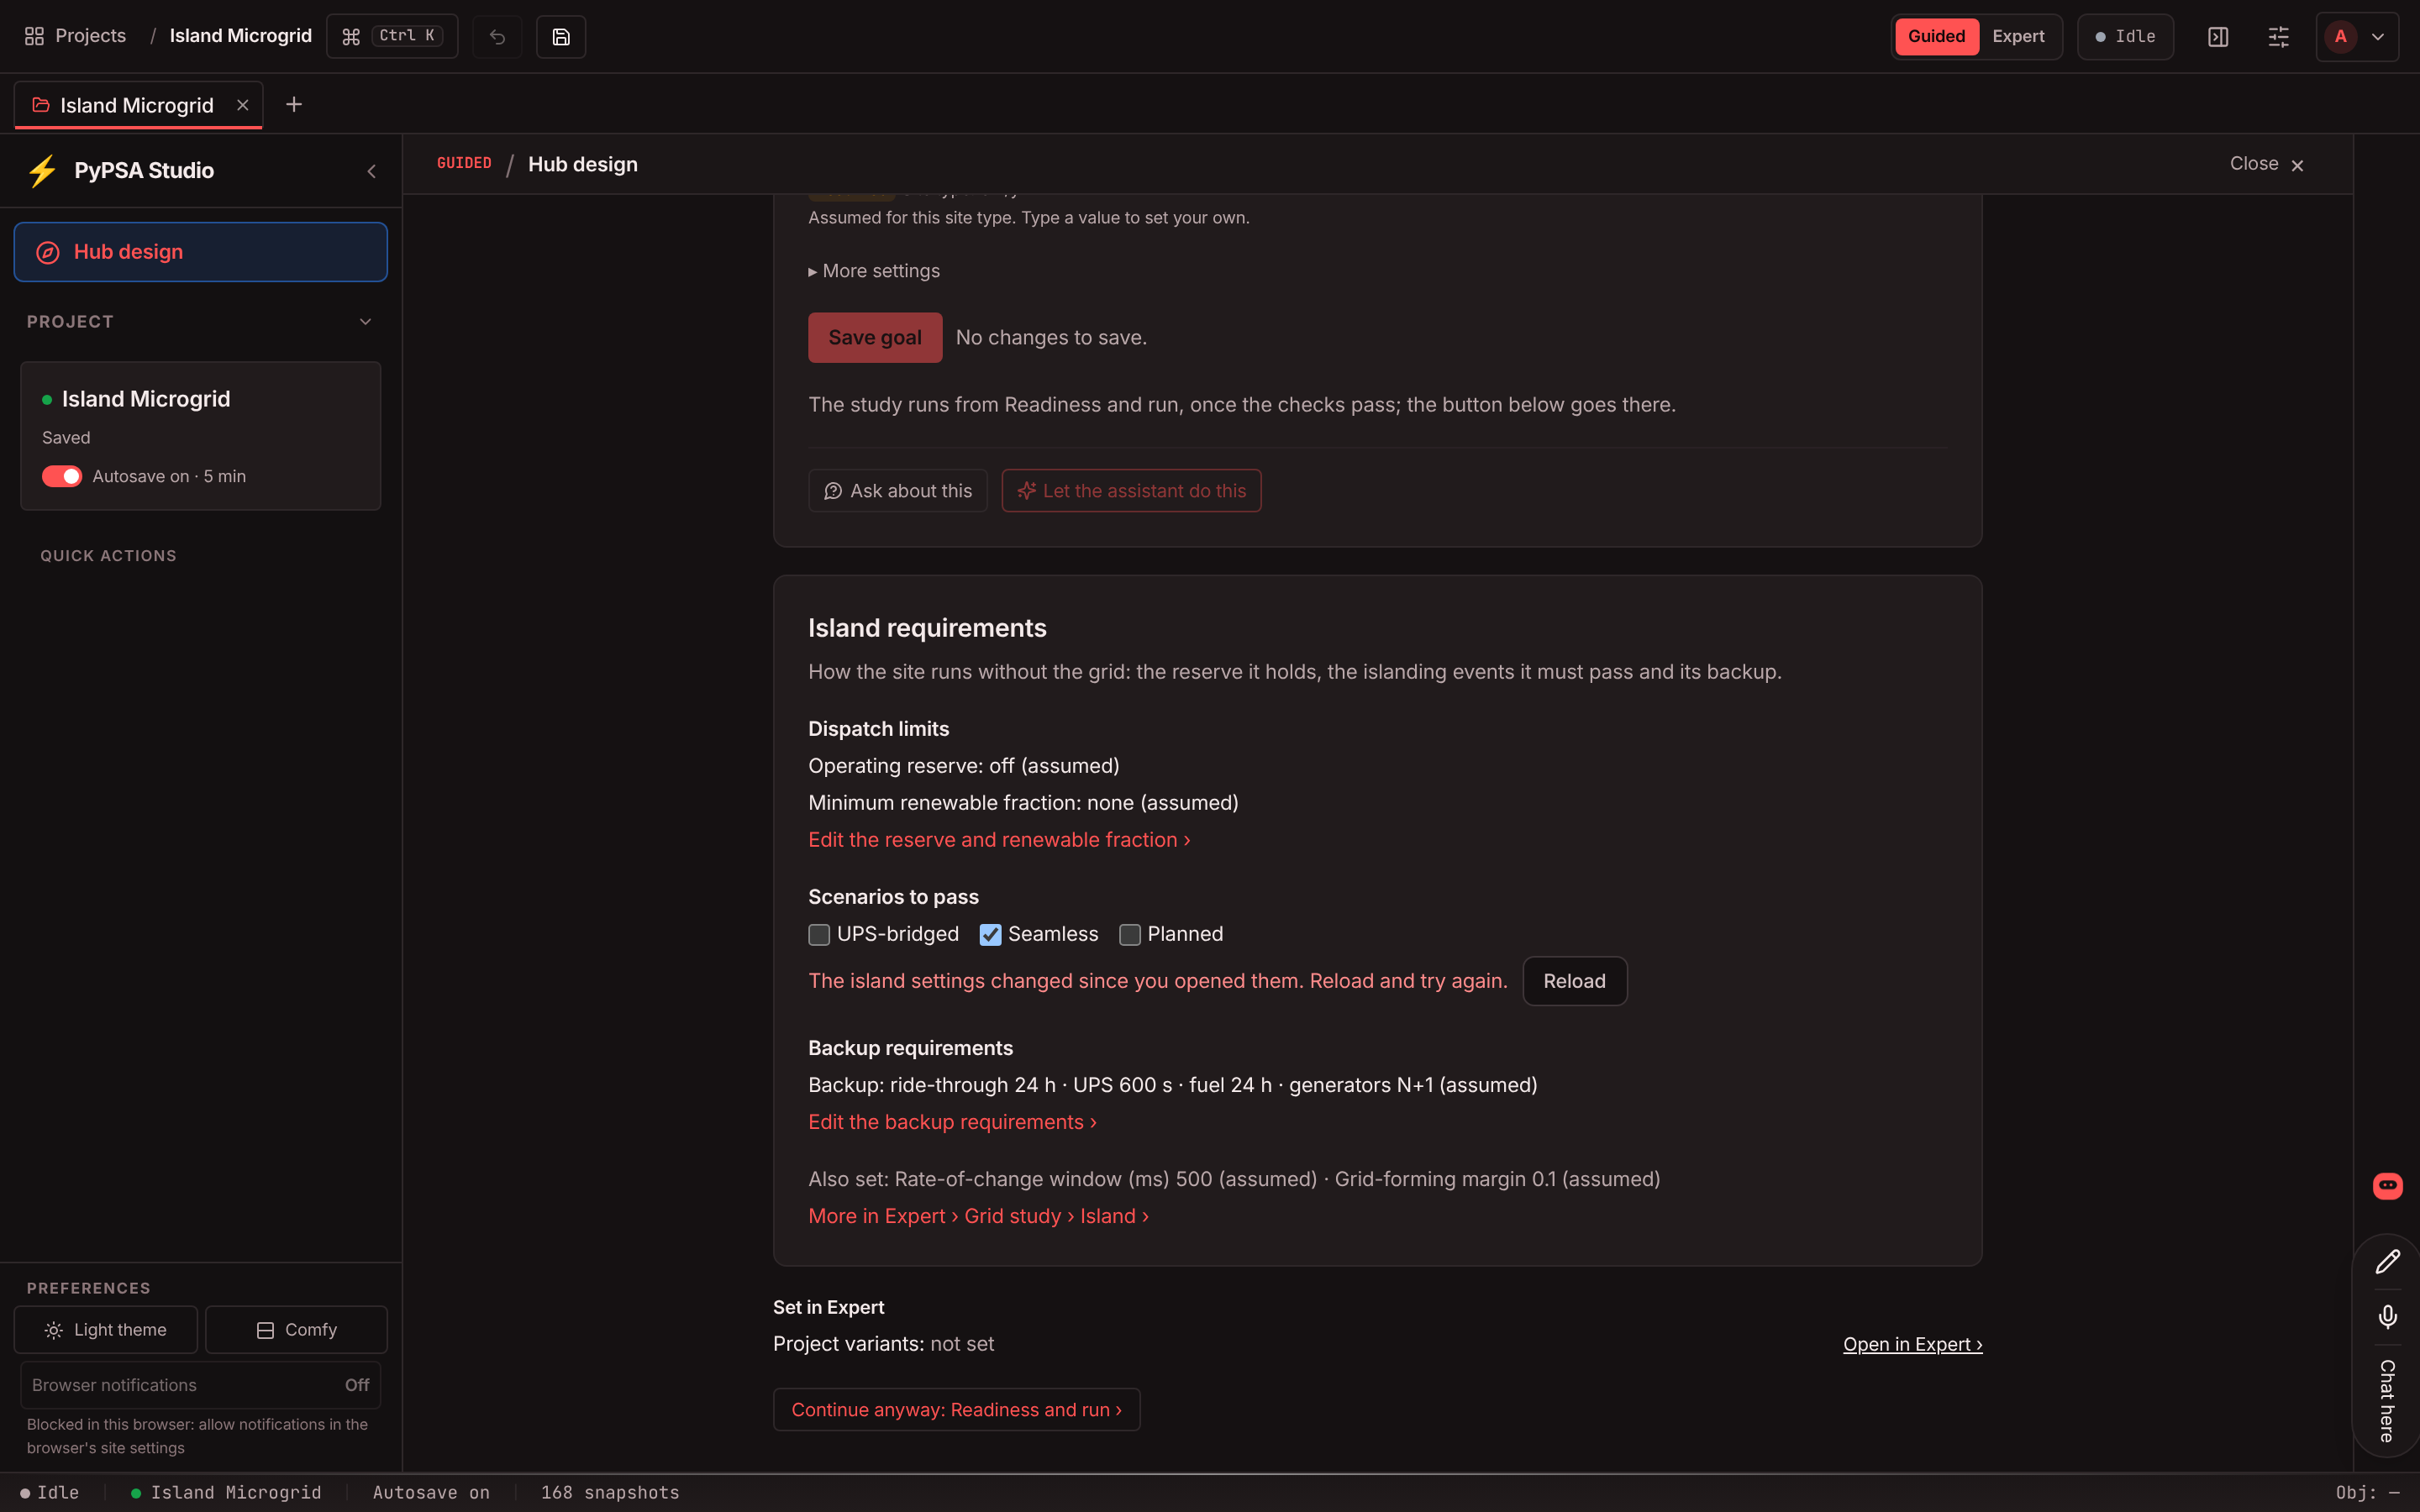 Projects / Island Microgrid Ctrl K
Guided Expert Idle A
Island Microgrid
PyPSA Studio
GUIDED / Hub design
Close
Hub design
Assumed for this site type. Type a value to set your own.
More settings
PROJECT
Save goal No changes to save.
Island Microgrid
Saved
The study runs from Readiness and run, once the checks pass; the button below goes there.
Autosave on · 5 min
Ask about this Let the assistant do this
QUICK ACTIONS
Island requirements
How the site runs without the grid: the reserve it holds, the islanding events it must pass and its backup.
Dispatch limits
Operating reserve: off (assumed)
Minimum renewable fraction: none (assumed)
Edit the reserve and renewable fraction ›
Scenarios to pass
UPS-bridged Seamless Planned
The island settings changed since you opened them. Reload and try again. Reload
Backup requirements
Backup: ride-through 24 h · UPS 600 s · fuel 24 h · generators N+1 (assumed)
Edit the backup requirements ›
Also set: Rate-of-change window (ms) 500 (assumed) · Grid-forming margin 0.1 (assumed)
More in Expert › Grid study › Island ›
PREFERENCES
Light theme Comfy
Browser notifications Off
Blocked in this browser: allow notifications in the
browser's site settings
Set in Expert
Project variants: not set
Open in Expert ›
Continue anyway: Readiness and run ›
Chat here
Idle Island Microgrid Autosave on 168 snapshots
Obj: —